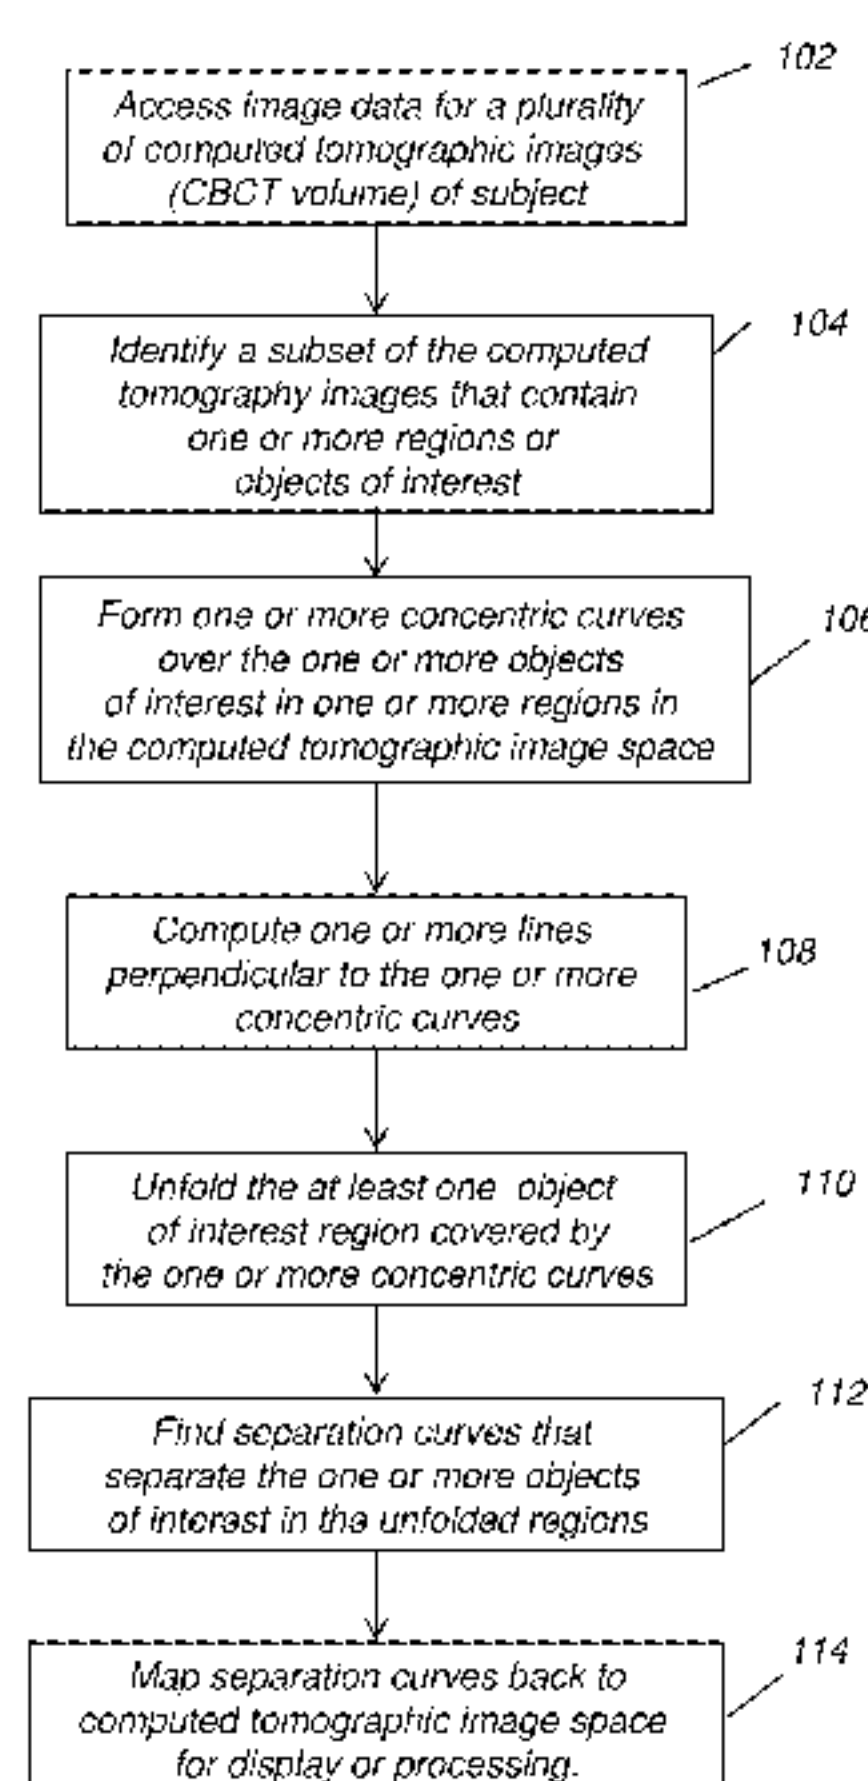 102
Access image data for a plurality
of computed tomographic images
(CBCT volume) of subject
104
Identify a subset of the computed
tomography images that contain
one or more regions or
objects of interest
106
Form one or more concentric curves
over the one or more objects
of interest in one or more regions in
the computed tomographic image space
108
Compute one or more lines
perpendicular to the one or more
concentric curves
110
Unfold the at least one object
of interest region covered by
the one or more concentric curves
112
Find separation curves that
separate the one or more objects
of interest in the unfolded regions
114
Map separation curves back to
computed tomographic image space
for display or processing.